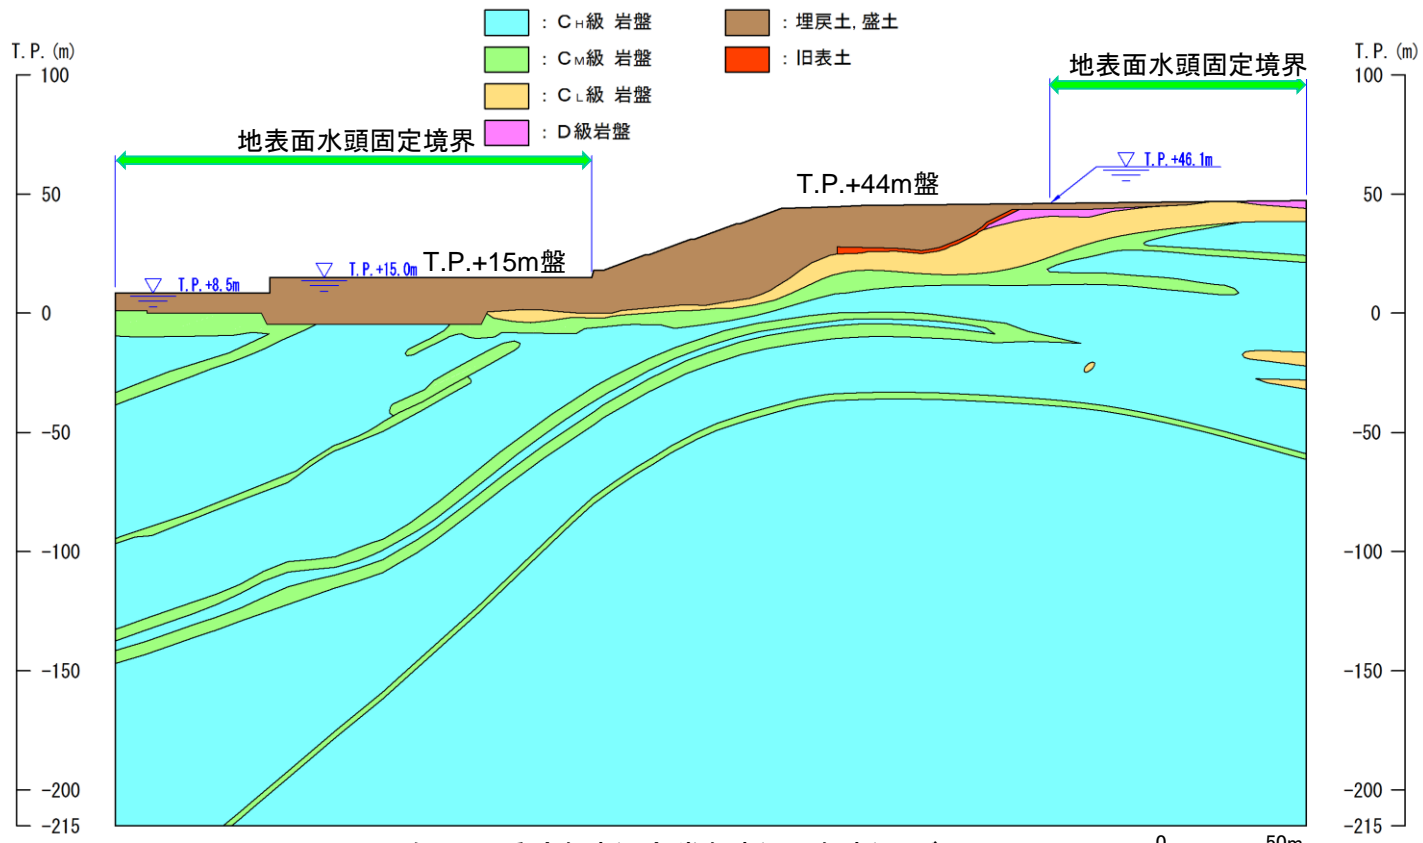 : CH級 岩盤
: 埋戻土, 盛土
: CM級 岩盤
: 旧表土
: CL級 岩盤
: D級岩盤
T.P. (m)
T.P. (m)
100
50
0
-50
-100
-150
-200
-215
100
50
0
-50
-100
-150
-200
-215
地表面水頭固定境界
地表面水頭固定境界
T.P.+46.1m
T.P.+44m盤
T.P.+15m盤
T.P.+15.0m
T.P.+8.5m
0 50m